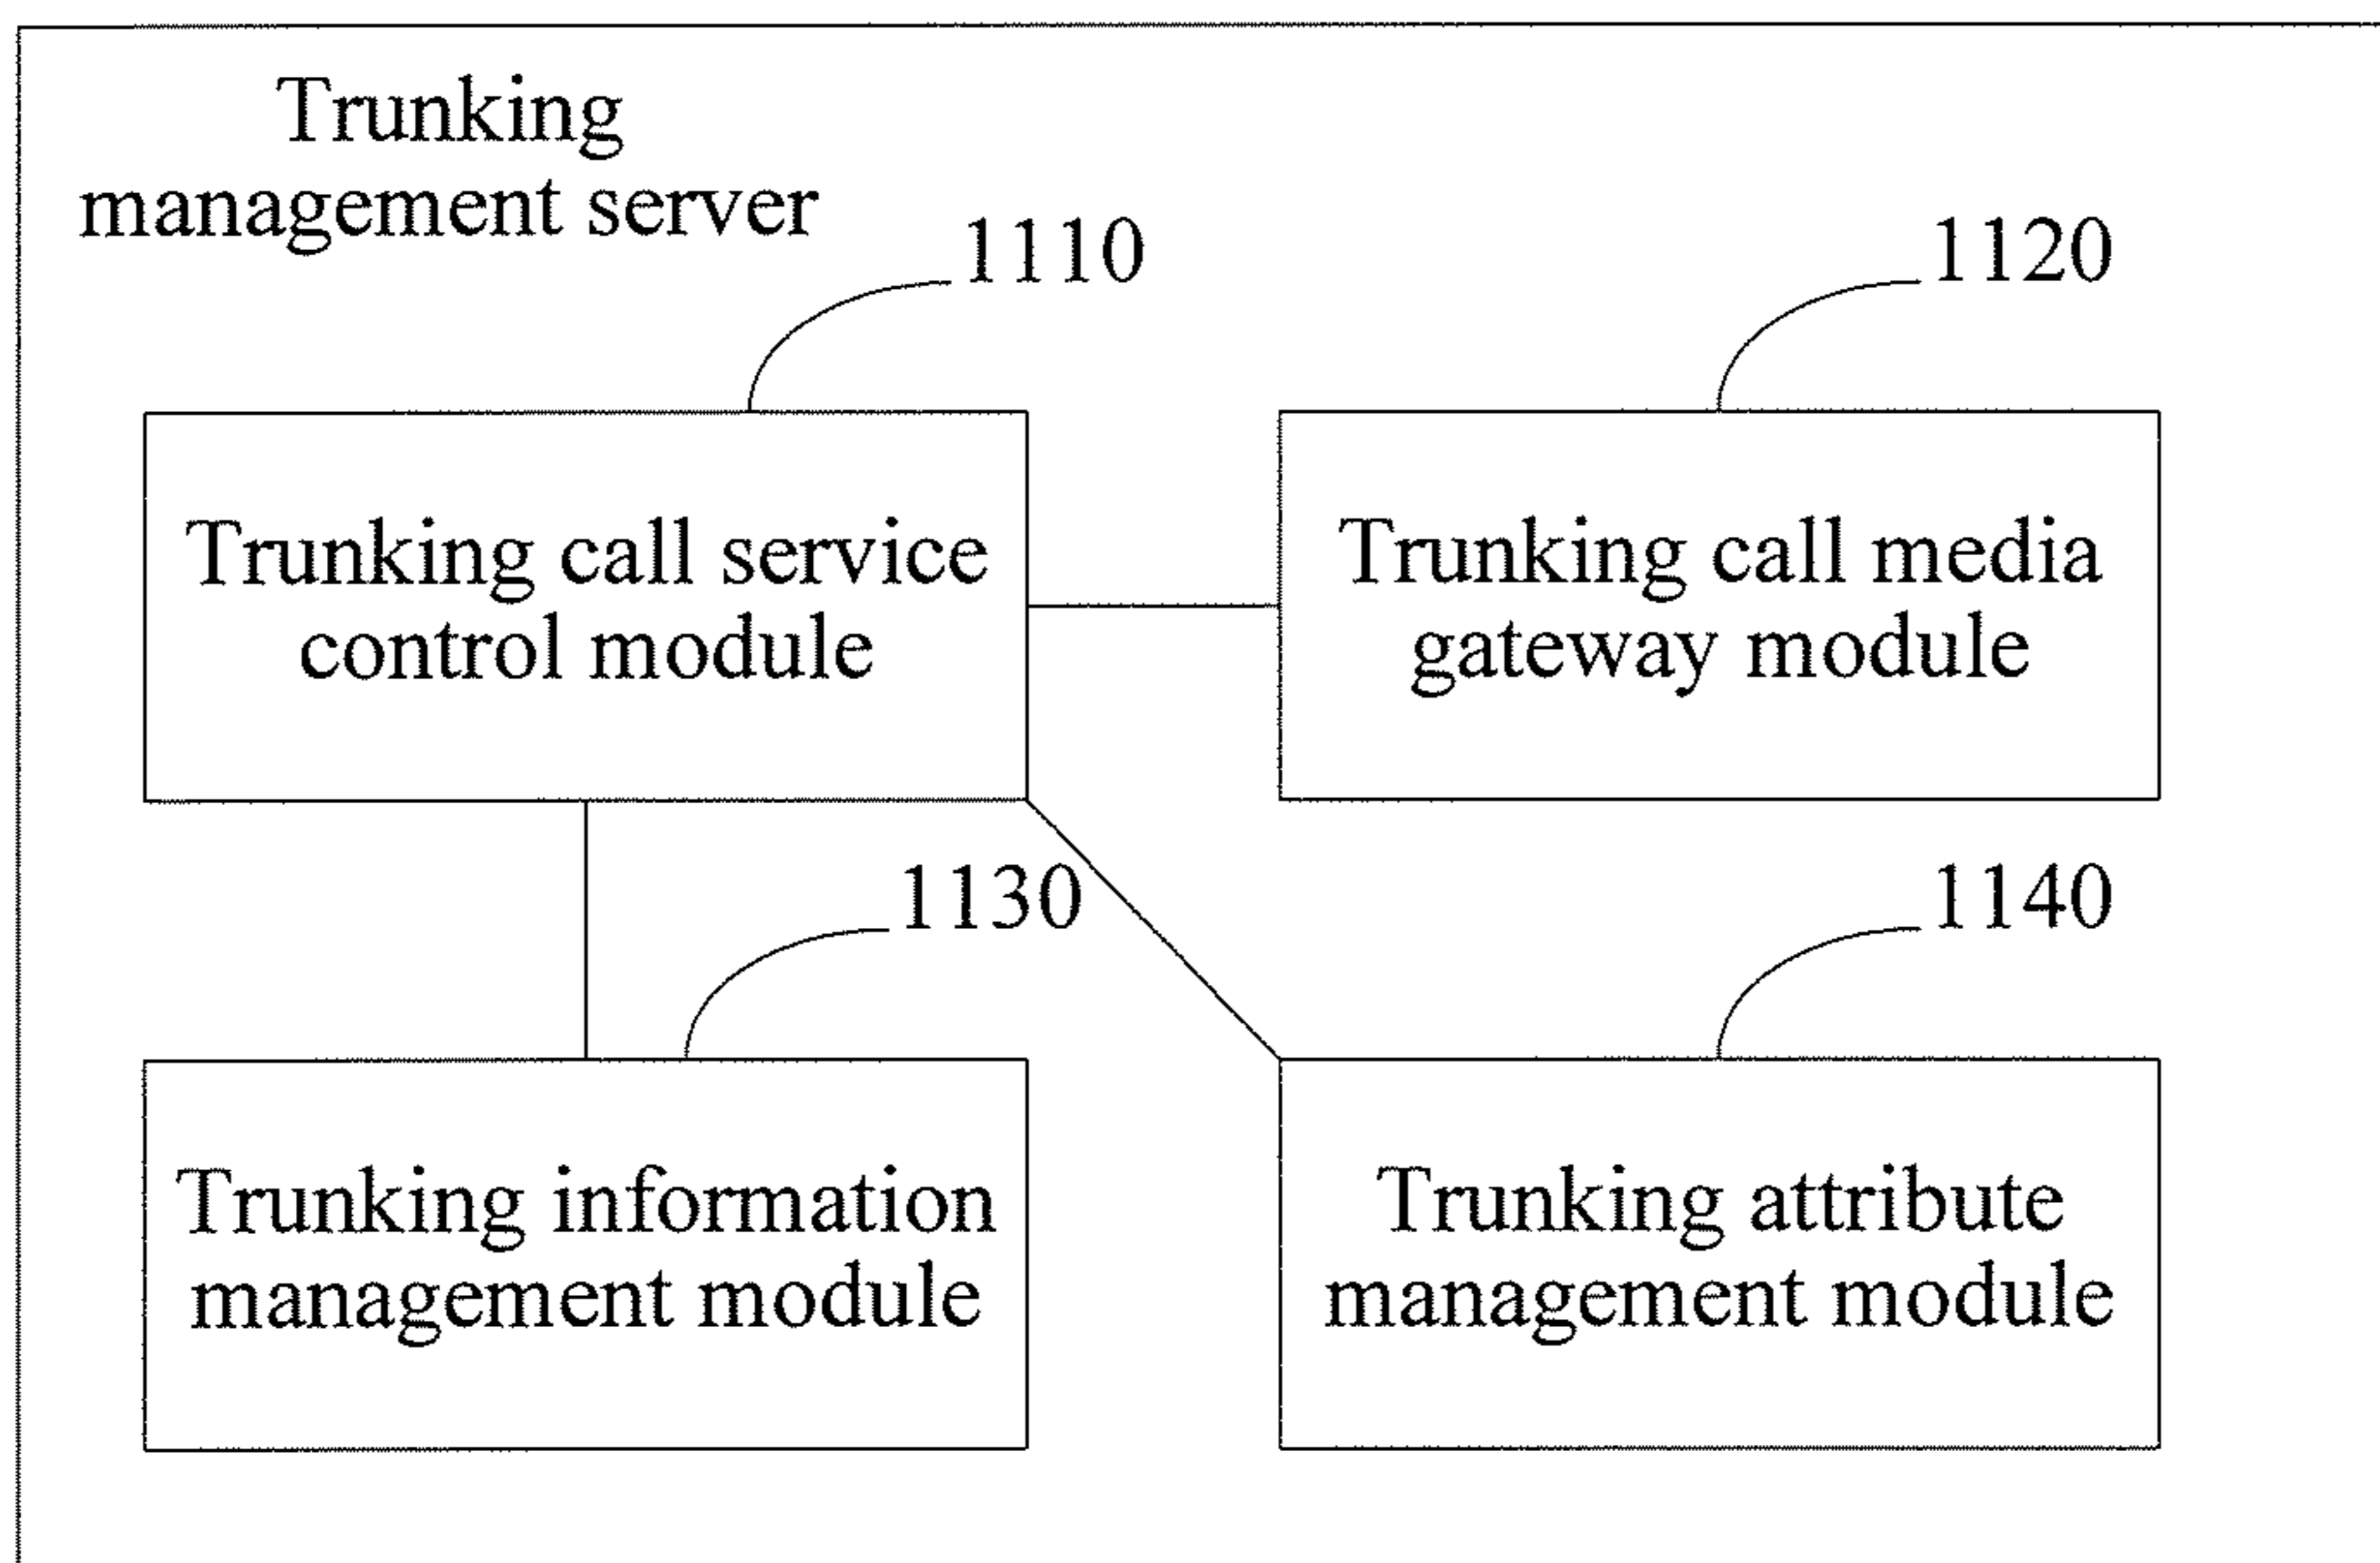 Trunking
management server
1110
1120
Trunking call service
control module
Trunking call media
gateway module
1130
1140
Trunking information
management module
Trunking attribute
management module